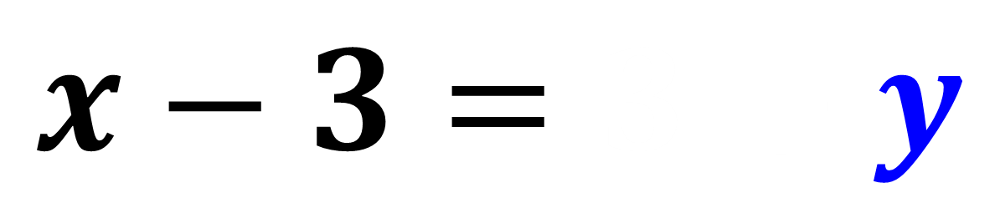 x − 3 = y